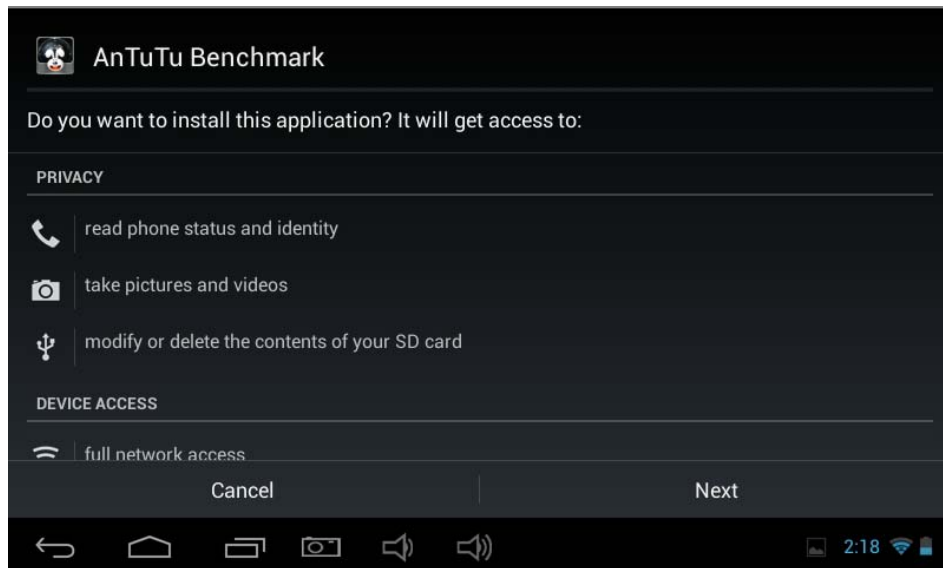 AnTuTu Benchmark
Do you want to install this application? It will get access to:
PRIVACY
read phone status and identity
take pictures and videos
modify or delete the contents of your SD card
DEVICE ACCESS
full network access
Cancel Next
2:18